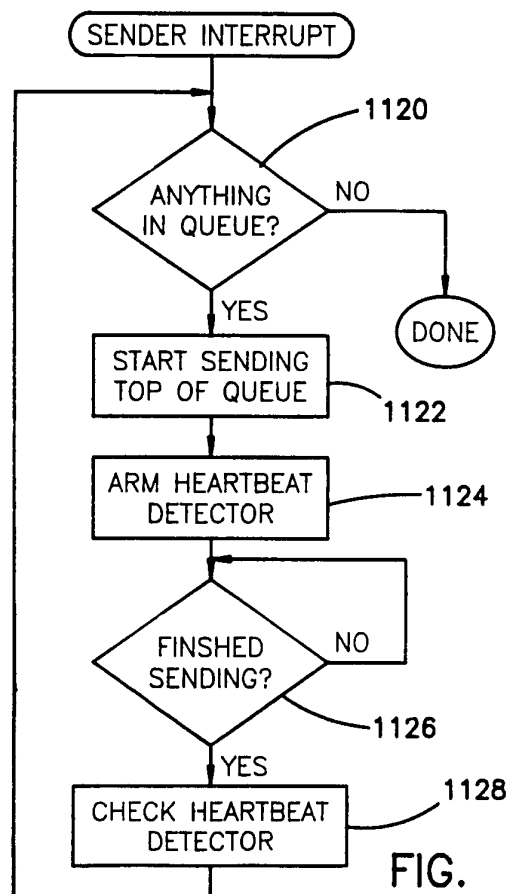 SENDER INTERRUPT
1120
ANYTHING
IN QUEUE?
NO
YES
DONE
START SENDING
TOP OF QUEUE
1122
ARM HEARTBEAT
DETECTOR
1124
FINSHED
SENDING?
NO
1126
YES
CHECK HEARTBEAT
DETECTOR
1128
FIG.